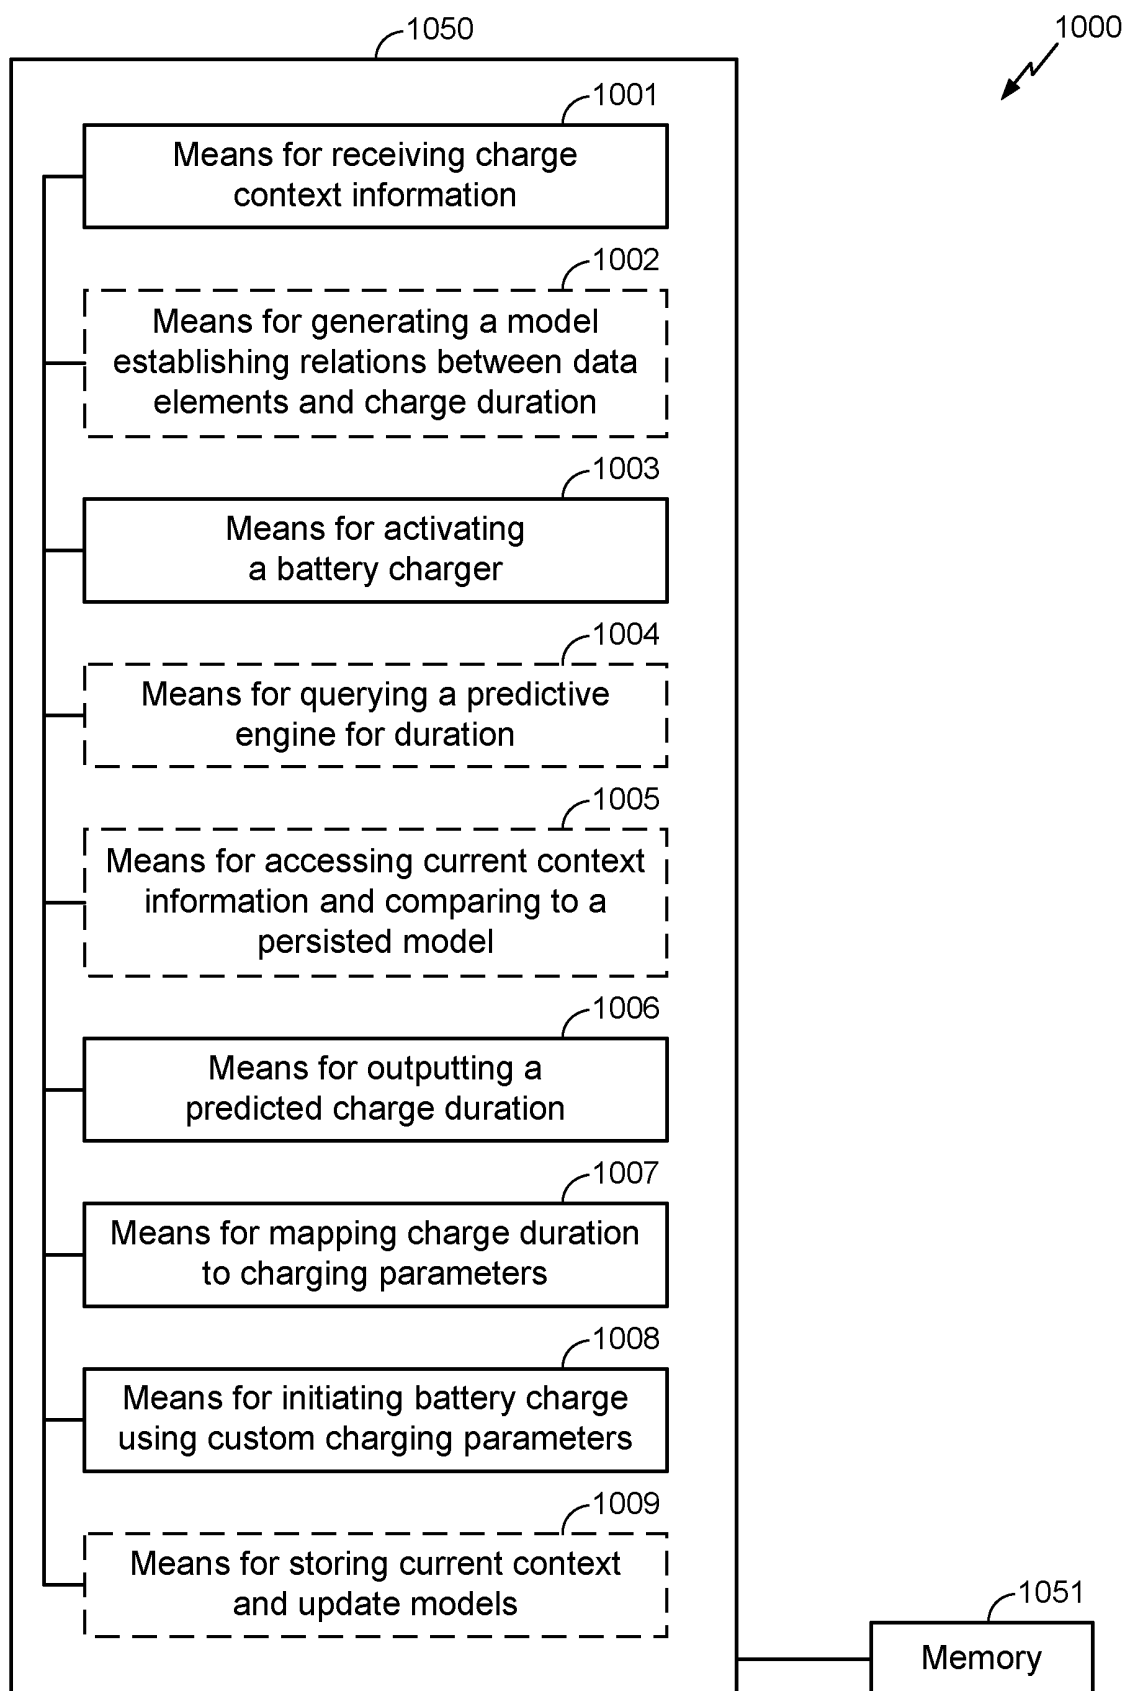 1050
1000
1001
Means for receiving charge
context information
1002
Means for generating a model
establishing relations between data
elements and charge duration
1003
Means for activating
a battery charger
1004
Means for querying a predictive
engine for duration
1005
Means for accessing current context
information and comparing to a
persisted model
1006
Means for outputting a
predicted charge duration
1007
Means for mapping charge duration
to charging parameters
1008
Means for initiating battery charge
using custom charging parameters
1009
Means for storing current context
and update models
1051
Memory